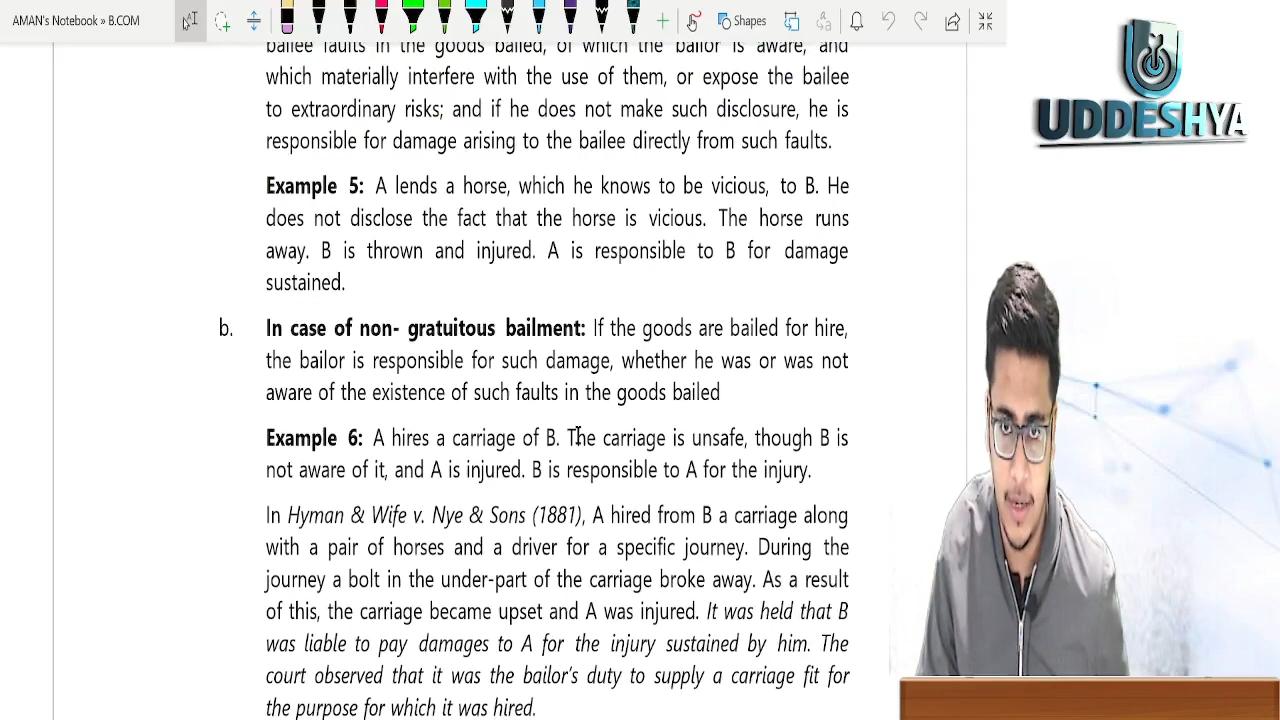 AMAN's Notebook » B.COM
Shapes
bailee faults in the goods bailed, of which the bailor is aware, and
which materially interfere with the use of them, or expose the bailee
to extraordinary risks; and if he does not make such disclosure, he is
responsible for damage arising to the bailee directly from such faults.
Example 5: A lends a horse, which he knows to be vicious, to B. He
does not disclose the fact that the horse is vicious. The horse runs
away. B is thrown and injured. A is responsible to B for damage
sustained.
b. In case of non- gratuitous bailment: If the goods are bailed for hire,
the bailor is responsible for such damage, whether he was or was not
aware of the existence of such faults in the goods bailed
Example 6: A hires a carriage of B. The carriage is unsafe, though B is
not aware of it, and A is injured. B is responsible to A for the injury.
In Hyman & Wife v. Nye & Sons (1881), A hired from B a carriage along
with a pair of horses and a driver for a specific journey. During the
journey a bolt in the under-part of the carriage broke away. As a result
of this, the carriage became upset and A was injured. It was held that B
was liable to pay damages to A for the injury sustained by him. The
court observed that it was the bailor's duty to supply a carriage fit for
the purpose for which it was hired.
UDDESHYA